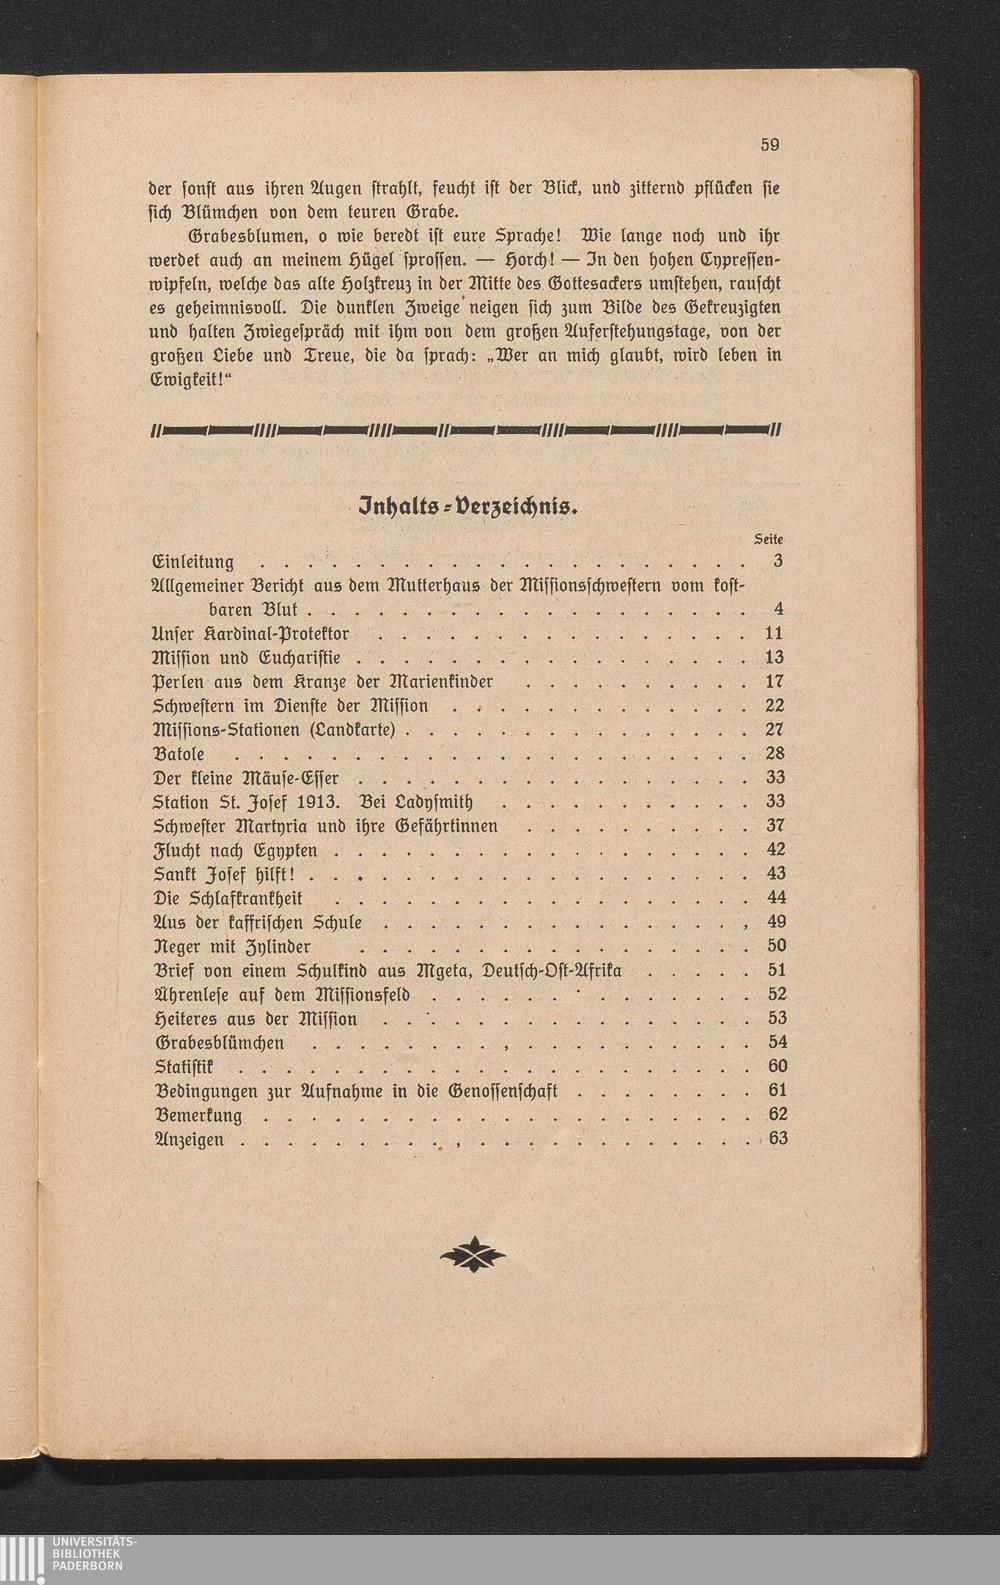 59
der sonst aus ihren Augen strahlt, feucht ist der Blick, und zitternd pflücken sie
sich Blümchen von dem teuren Grabe.
Grabesblumen, o wie beredt ist eure Sprache! Wie lange noch und ihr
werdet auch an meinem Hügel sprossen. — Horch! — In den hohen Cypressen-
wipfeln, welche das alte Holzkreuz in der Mitte des Gottesackers umstehen, rauscht
es geheimnisvoll. Die dunklen Zweige neigen sich zum Bilde des Gekreuzigten
und halten Zwiegespräch mit ihm von dem großen Auferstehungstage, von der
großen Liebe und Treue, die da sprach: „Wer an mich glaubt, wird leben in
Ewigkeit!“
Inhalts-Verzeichnis.
Seite
Einleitung . . . . . . . . . . . . . . . . . . . . . 3
Allgemeiner Bericht aus dem Mutterhaus der Missionsschwestern vom kost-
baren Blut . . . . . . . . . . . . . . . . . . . 4
Unser Kardinal-Protektor . . . . . . . . . . . . . . . . 11
Mission und Eucharistie . . . . . . . . . . . . . . . . . 13
Perlen aus dem Kranze der Marienkinder . . . . . . . . . . 17
Schwestern im Dienste der Mission . . . . . . . . . . . . . 22
Missions-Stationen (Landkarte) . . . . . . . . . . . . . . . 27
Batole . . . . . . . . . . . . . . . . . . . . . . 28
Der kleine Mäuse-Esser . . . . . . . . . . . . . . . . . 33
Station St. Josef 1913. Bei Ladysmith . . . . . . . . . . . 33
Schwester Martyria und ihre Gefährtinnen . . . . . . . . . . 37
Flucht nach Egypten . . . . . . . . . . . . . . . . . . 42
Sankt Josef hilft! . . . . . . . . . . . . . . . . . . . 43
Die Schlafkrankheit . . . . . . . . . . . . . . . . . . 44
Aus der kaffrischen Schule . . . . . . . . . . . . . . . , 49
Neger mit Zylinder . . . . . . . . . . . . . . . . . 50
Brief von einem Schulkind aus Mgeta, Deutsch-Ost-Afrika . . . . . 51
Ährenlese auf dem Missionsfeld . . . . . . . . . . . . . . 52
Heiteres aus der Mission . . . . . . . . . . . . . . . . 53
Grabesblümchen . . . . . . . . , . . . . . . . . . . 54
Statistik . . . . . . . . . . . . . . . . . . . . . . 60
Bedingungen zur Aufnahme in die Genossenschaft . . . . . . . . 61
Bemerkung . . . . . . . . . . . . . . . . . . . . . 62
Anzeigen . . . . . . . . . , . . . . . . . . . . . . 63
UNIVERSITÄTS-
BIBLIOTHEK
PADERBORN